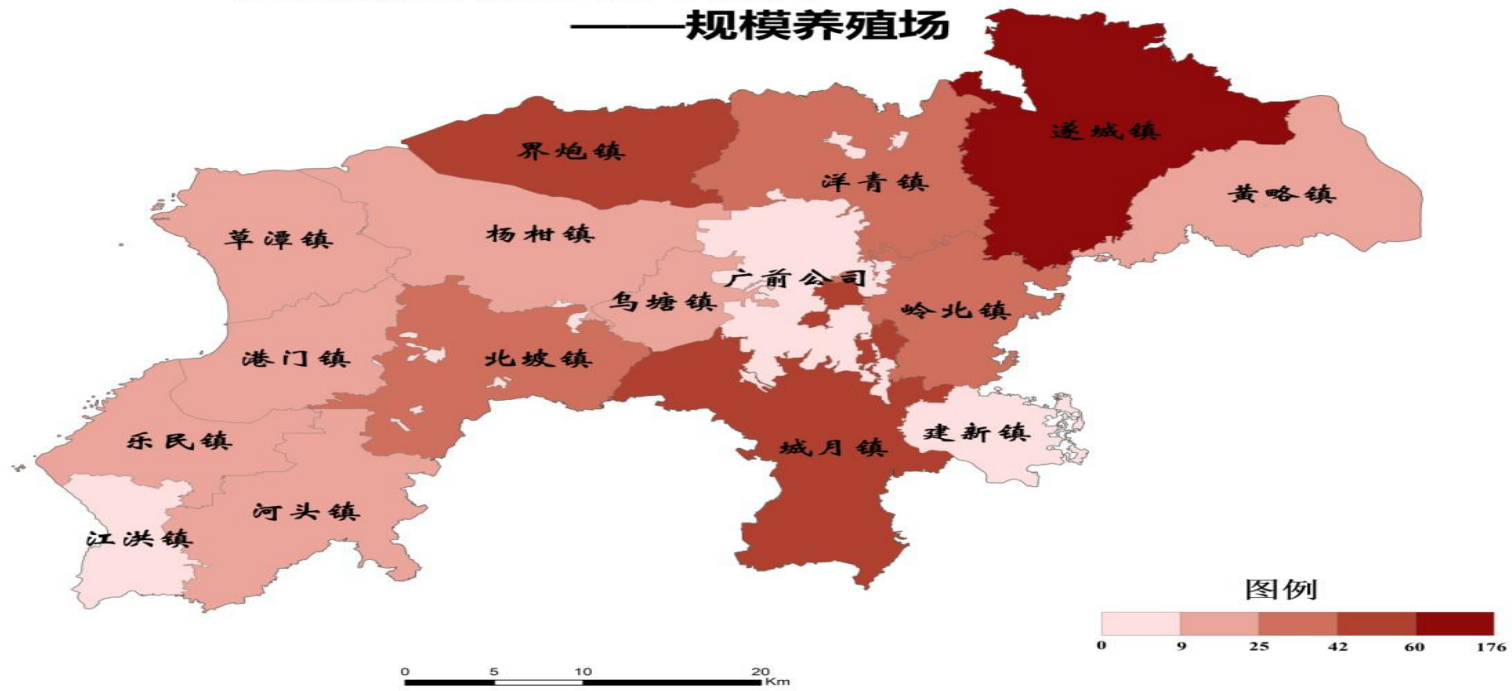 ——规模养殖场
遂城镇
界炮镇
洋青镇
黄略镇
草潭镇
杨柑镇
广前公司
乌塘镇
岭北镇
港门镇
北坡镇
乐民镇
城月镇
建新镇
河头镇
江洪镇
图例
0 9 25 42 60 176
0 5 10 20
Km